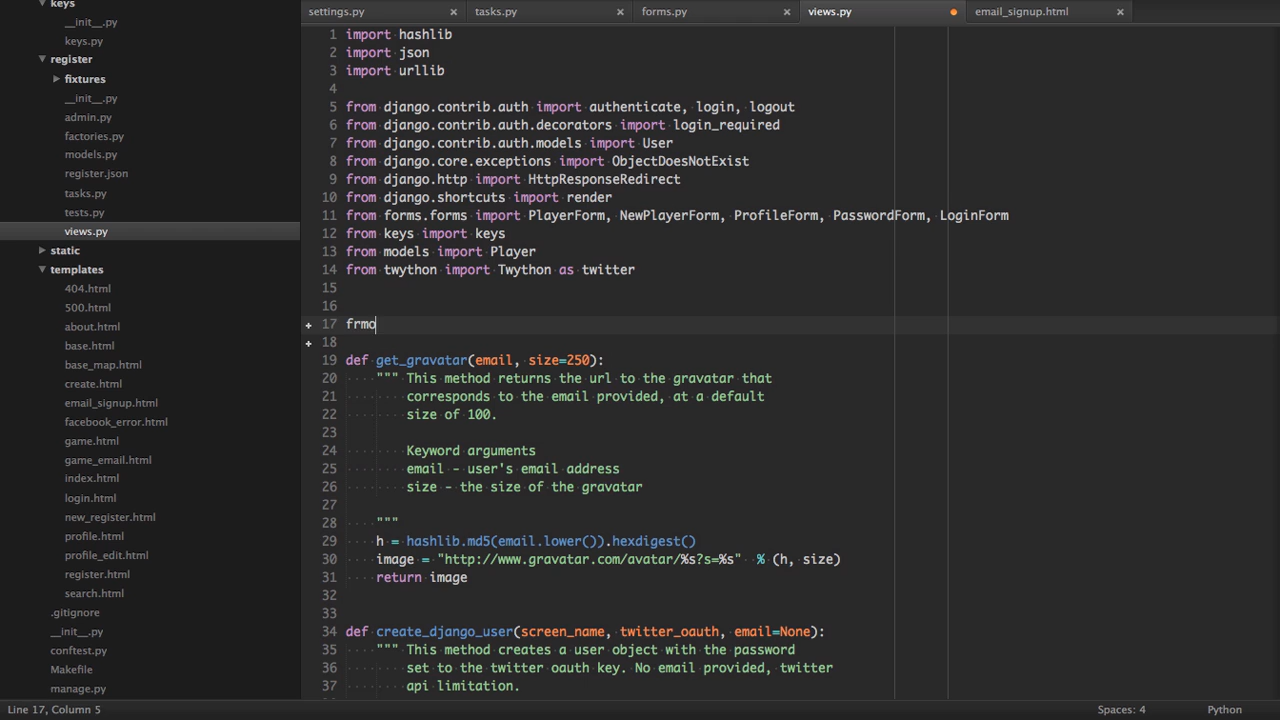 keys
__init__.py
keys.py
register
fixtures
__init__.py
admin.py
factories.py
models.py
register.json
tasks.py
tests.py
views.py
static
templates
404.html
500.html
about.html
base.html
base_map.html
create.html
email_signup.html
facebook_error.html
game.html
game_email.html
index.html
login.html
new_register.html
profile.html
profile_edit.html
register.html
search.html
.gitignore
__init__.py
conftest.py
Makefile
manage.py
settings.py × tasks.py × forms.py × views.py email_signup.html ×
1 import hashlib
2 import json
3 import urllib
4
5 from django.contrib.auth import authenticate, login, logout
6 from django.contrib.auth.decorators import login_required
7 from django.contrib.auth.models import User
8 from django.core.exceptions import ObjectDoesNotExist
9 from django.http import HttpResponseRedirect
10 from django.shortcuts import render
11 from forms.forms import PlayerForm, NewPlayerForm, ProfileForm, PasswordForm, LoginForm
12 from keys import keys
13 from models import Player
14 from twython import Twython as twitter
15
16
17 frmo
18
19 def get_gravatar(email, size=250):
20 """ This method returns the url to the gravatar that
21 corresponds to the email provided, at a default
22 size of 100.
23
24 Keyword arguments
25 email - user's email address
26 size - the size of the gravatar
27
28 """
29 h = hashlib.md5(email.lower()).hexdigest()
30 image = "http://www.gravatar.com/avatar/%s?s=%s" % (h, size)
31 return image
32
33
34 def create_django_user(screen_name, twitter_oauth, email=None):
35 """ This method creates a user object with the password
36 set to the twitter oauth key. No email provided, twitter
37 api limitation.
Line 17, Column 5 Spaces: 4 Python